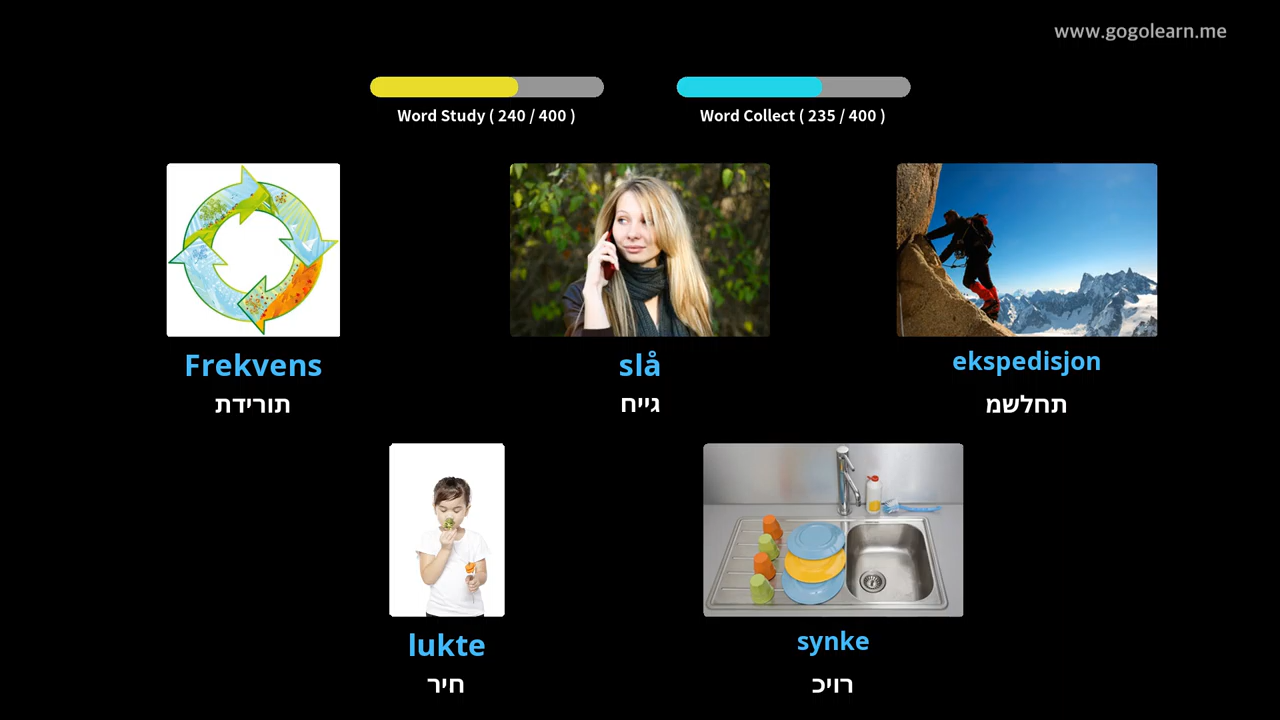 www.gogolearn.me
Word Study ( 240 / 400 )
Word Collect ( 235 / 400 )
Frekvens
תורידת
slå
גייח
ekspedisjon
תחלשמ
lukte
חיר
synke
רויכ